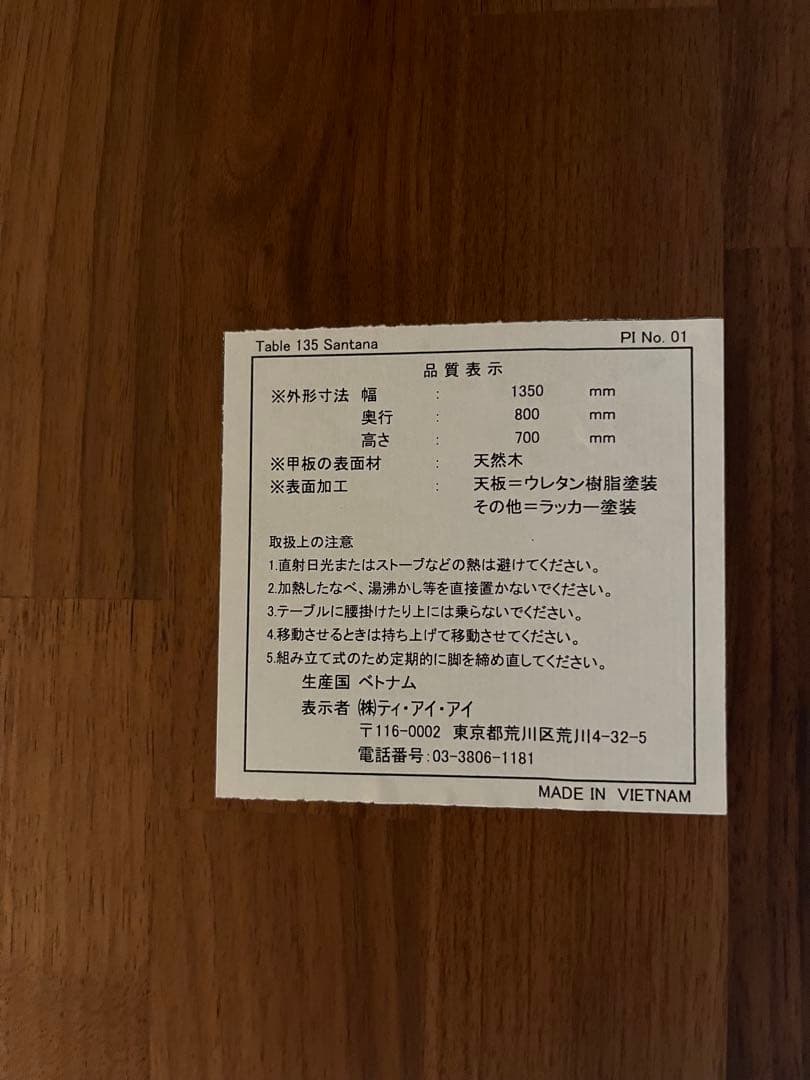 Table 135 Santana PI No. 01
品質表示
※外形寸法 幅 : 1350 mm
奥行 : 800 mm
高さ : 700 mm
※甲板の表面材 : 天然木
※表面加工 : 天板=ウレタン樹脂塗装
その他=ラッカー塗装
取扱上の注意
1.直射日光またはストーブなどの熱は避けてください。
2.加熱したなべ、湯沸かし等を直接置かないでください。
3.テーブルに腰掛けたり上には乗らないでください。
4.移動させるときは持ち上げて移動させてください。
5.組み立て式のため定期的に脚を締め直してください。
生産国 ベトナム
表示者 ㈱ティ・アイ・アイ
〒116-0002 東京都荒川区荒川4-32-5
電話番号:03-3806-1181
MADE IN VIETNAM